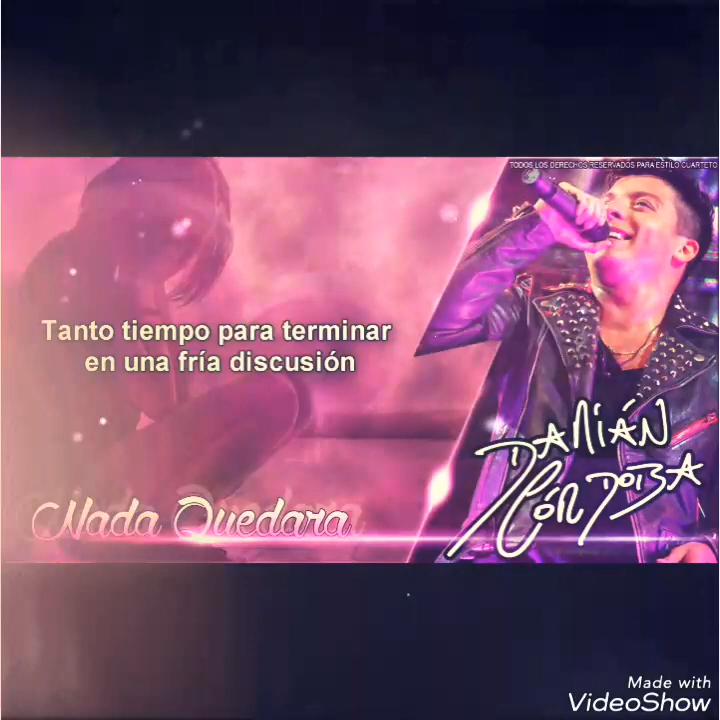 TODOS LOS DERECHOS RESERVADOS PARA ESTILO CUARTETO
Tanto tiempo para terminar
en una fría discusión
DAMIÁN
CÓRDOBA
Nada Quedara
Made with
VideoShow